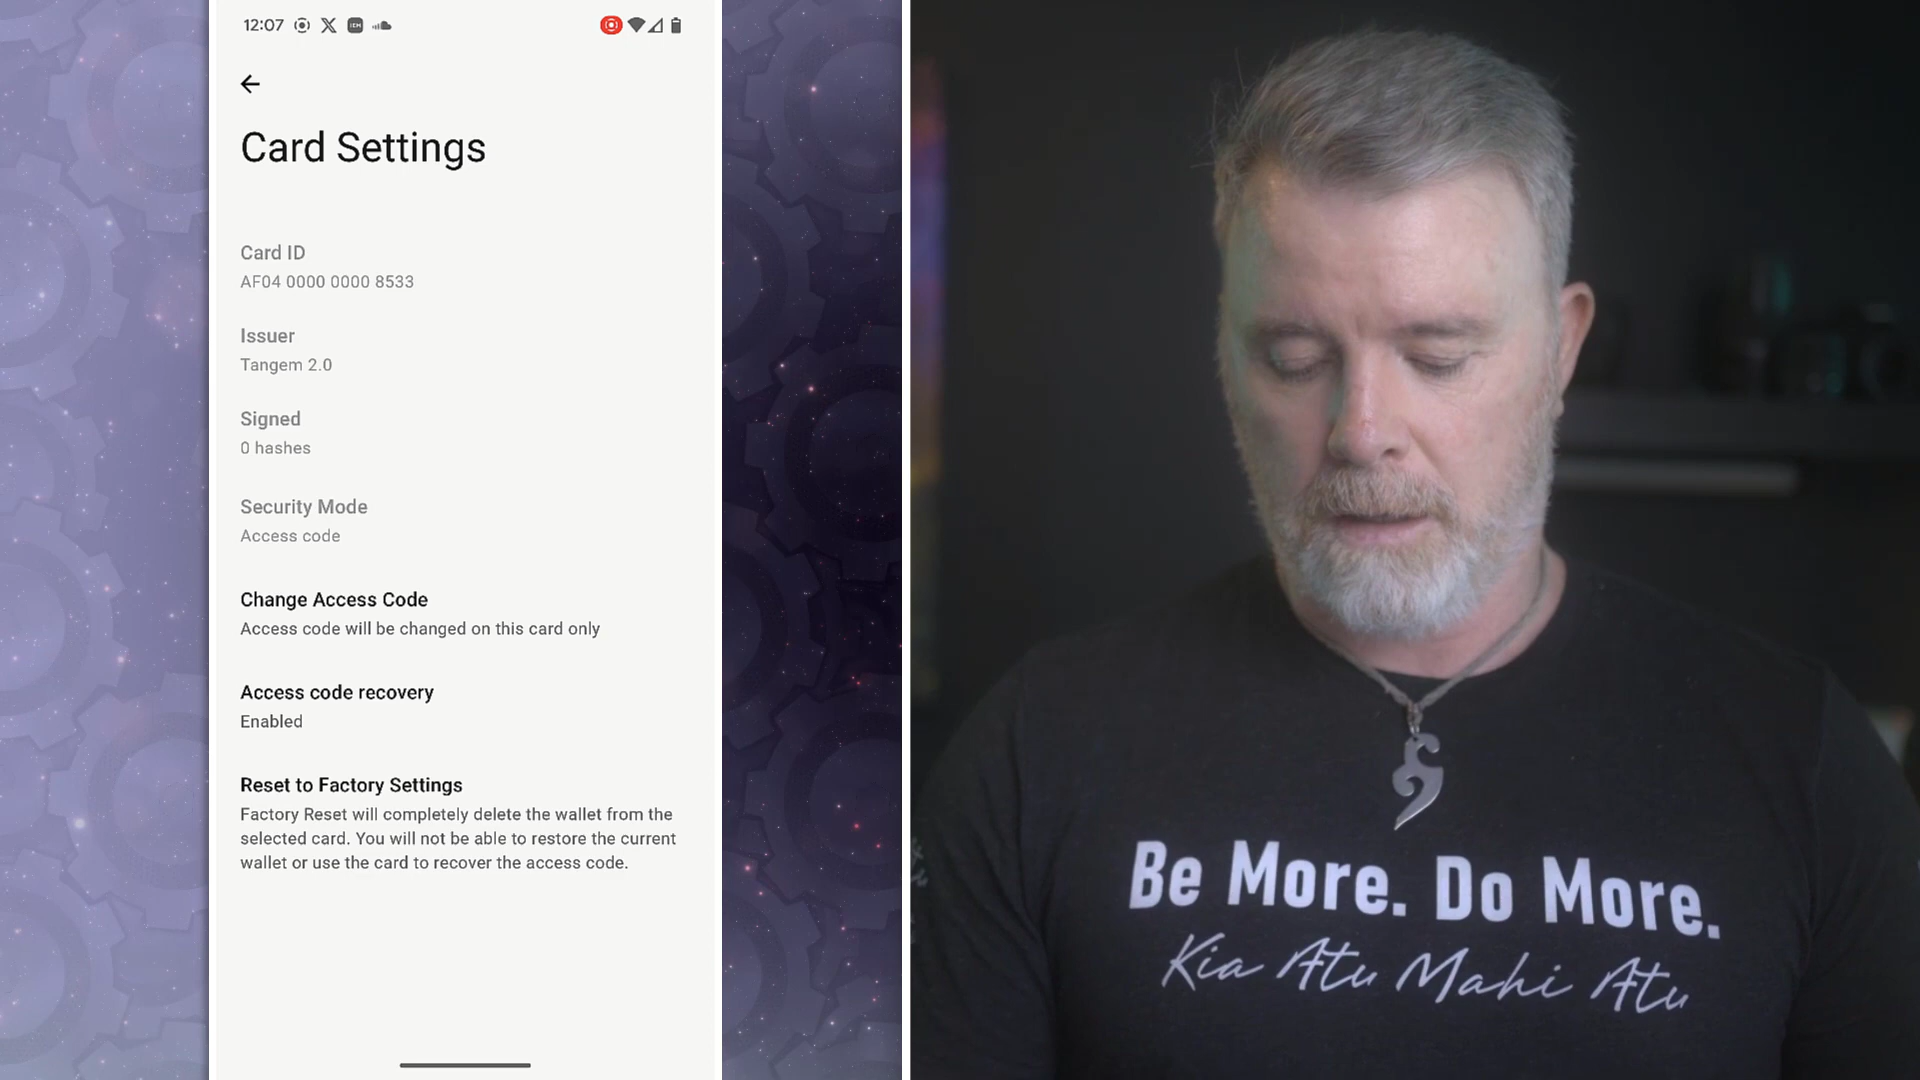 12:07
Card Settings
Card ID
AF04 0000 0000 8533
Issuer
Tangem 2.0
Signed
0 hashes
Security Mode
Access code
Change Access Code
Access code will be changed on this card only
Access code recovery
Enabled
Reset to Factory Settings
Factory Reset will completely delete the wallet from the
selected card. You will not be able to restore the current
wallet or use the card to recover the access code.
Be More. Do More.
Kia Atu Mahi Atu